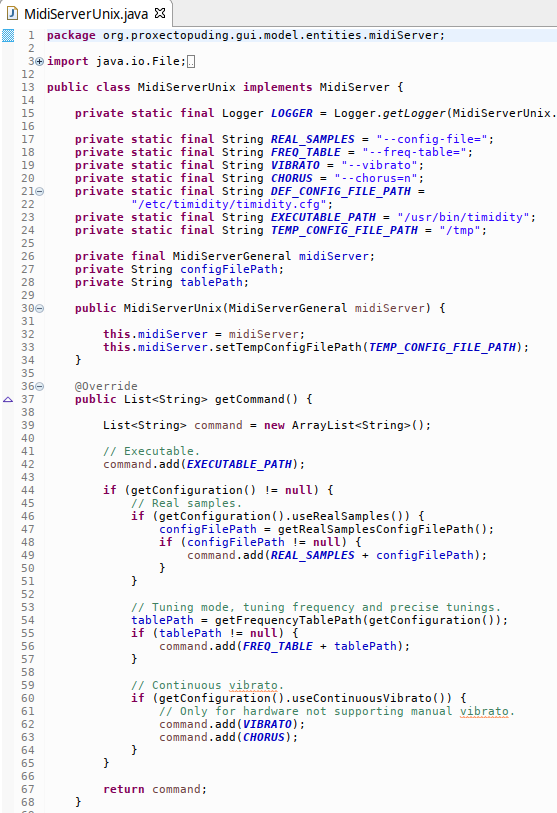 MidiServerUnix.java
1 package org.proxectopuding.gui.model.entities.midiServer;
2
3 import java.io.File;
12
13 public class MidiServerUnix implements MidiServer {
14
15     private static final Logger LOGGER = Logger.getLogger(MidiServerUnix.
16
17     private static final String REAL_SAMPLES = "--config-file=";
18     private static final String FREQ_TABLE = "--freq-table=";
19     private static final String VIBRATO = "--vibrato";
20     private static final String CHORUS = "--chorus=n";
21     private static final String DEF_CONFIG_FILE_PATH =
22             "/etc/timidity/timidity.cfg";
23     private static final String EXECUTABLE_PATH = "/usr/bin/timidity";
24     private static final String TEMP_CONFIG_FILE_PATH = "/tmp";
25
26     private final MidiServerGeneral midiServer;
27     private String configFilePath;
28     private String tablePath;
29
30     public MidiServerUnix(MidiServerGeneral midiServer) {
31
32         this.midiServer = midiServer;
33         this.midiServer.setTempConfigFilePath(TEMP_CONFIG_FILE_PATH);
34     }
35
36     @Override
37     public List<String> getCommand() {
38
39         List<String> command = new ArrayList<String>();
40
41         // Executable.
42         command.add(EXECUTABLE_PATH);
43
44         if (getConfiguration() != null) {
45             // Real samples.
46             if (getConfiguration().useRealSamples()) {
47                 configFilePath = getRealSamplesConfigFilePath();
48                 if (configFilePath != null) {
49                     command.add(REAL_SAMPLES + configFilePath);
50                 }
51             }
52
53             // Tuning mode, tuning frequency and precise tunings.
54             tablePath = getFrequencyTablePath(getConfiguration());
55             if (tablePath != null) {
56                 command.add(FREQ_TABLE + tablePath);
57             }
58
59             // Continuous vibrato.
60             if (getConfiguration().useContinuousVibrato()) {
61                 // Only for hardware not supporting manual vibrato.
62                 command.add(VIBRATO);
63                 command.add(CHORUS);
64             }
65         }
66
67         return command;
68     }